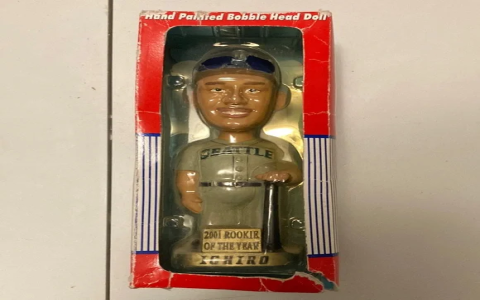 Hand Painted Bobble Head Doll
SEATTLE
2001 ROOKIE
OF THE YEAR
ICHIRO